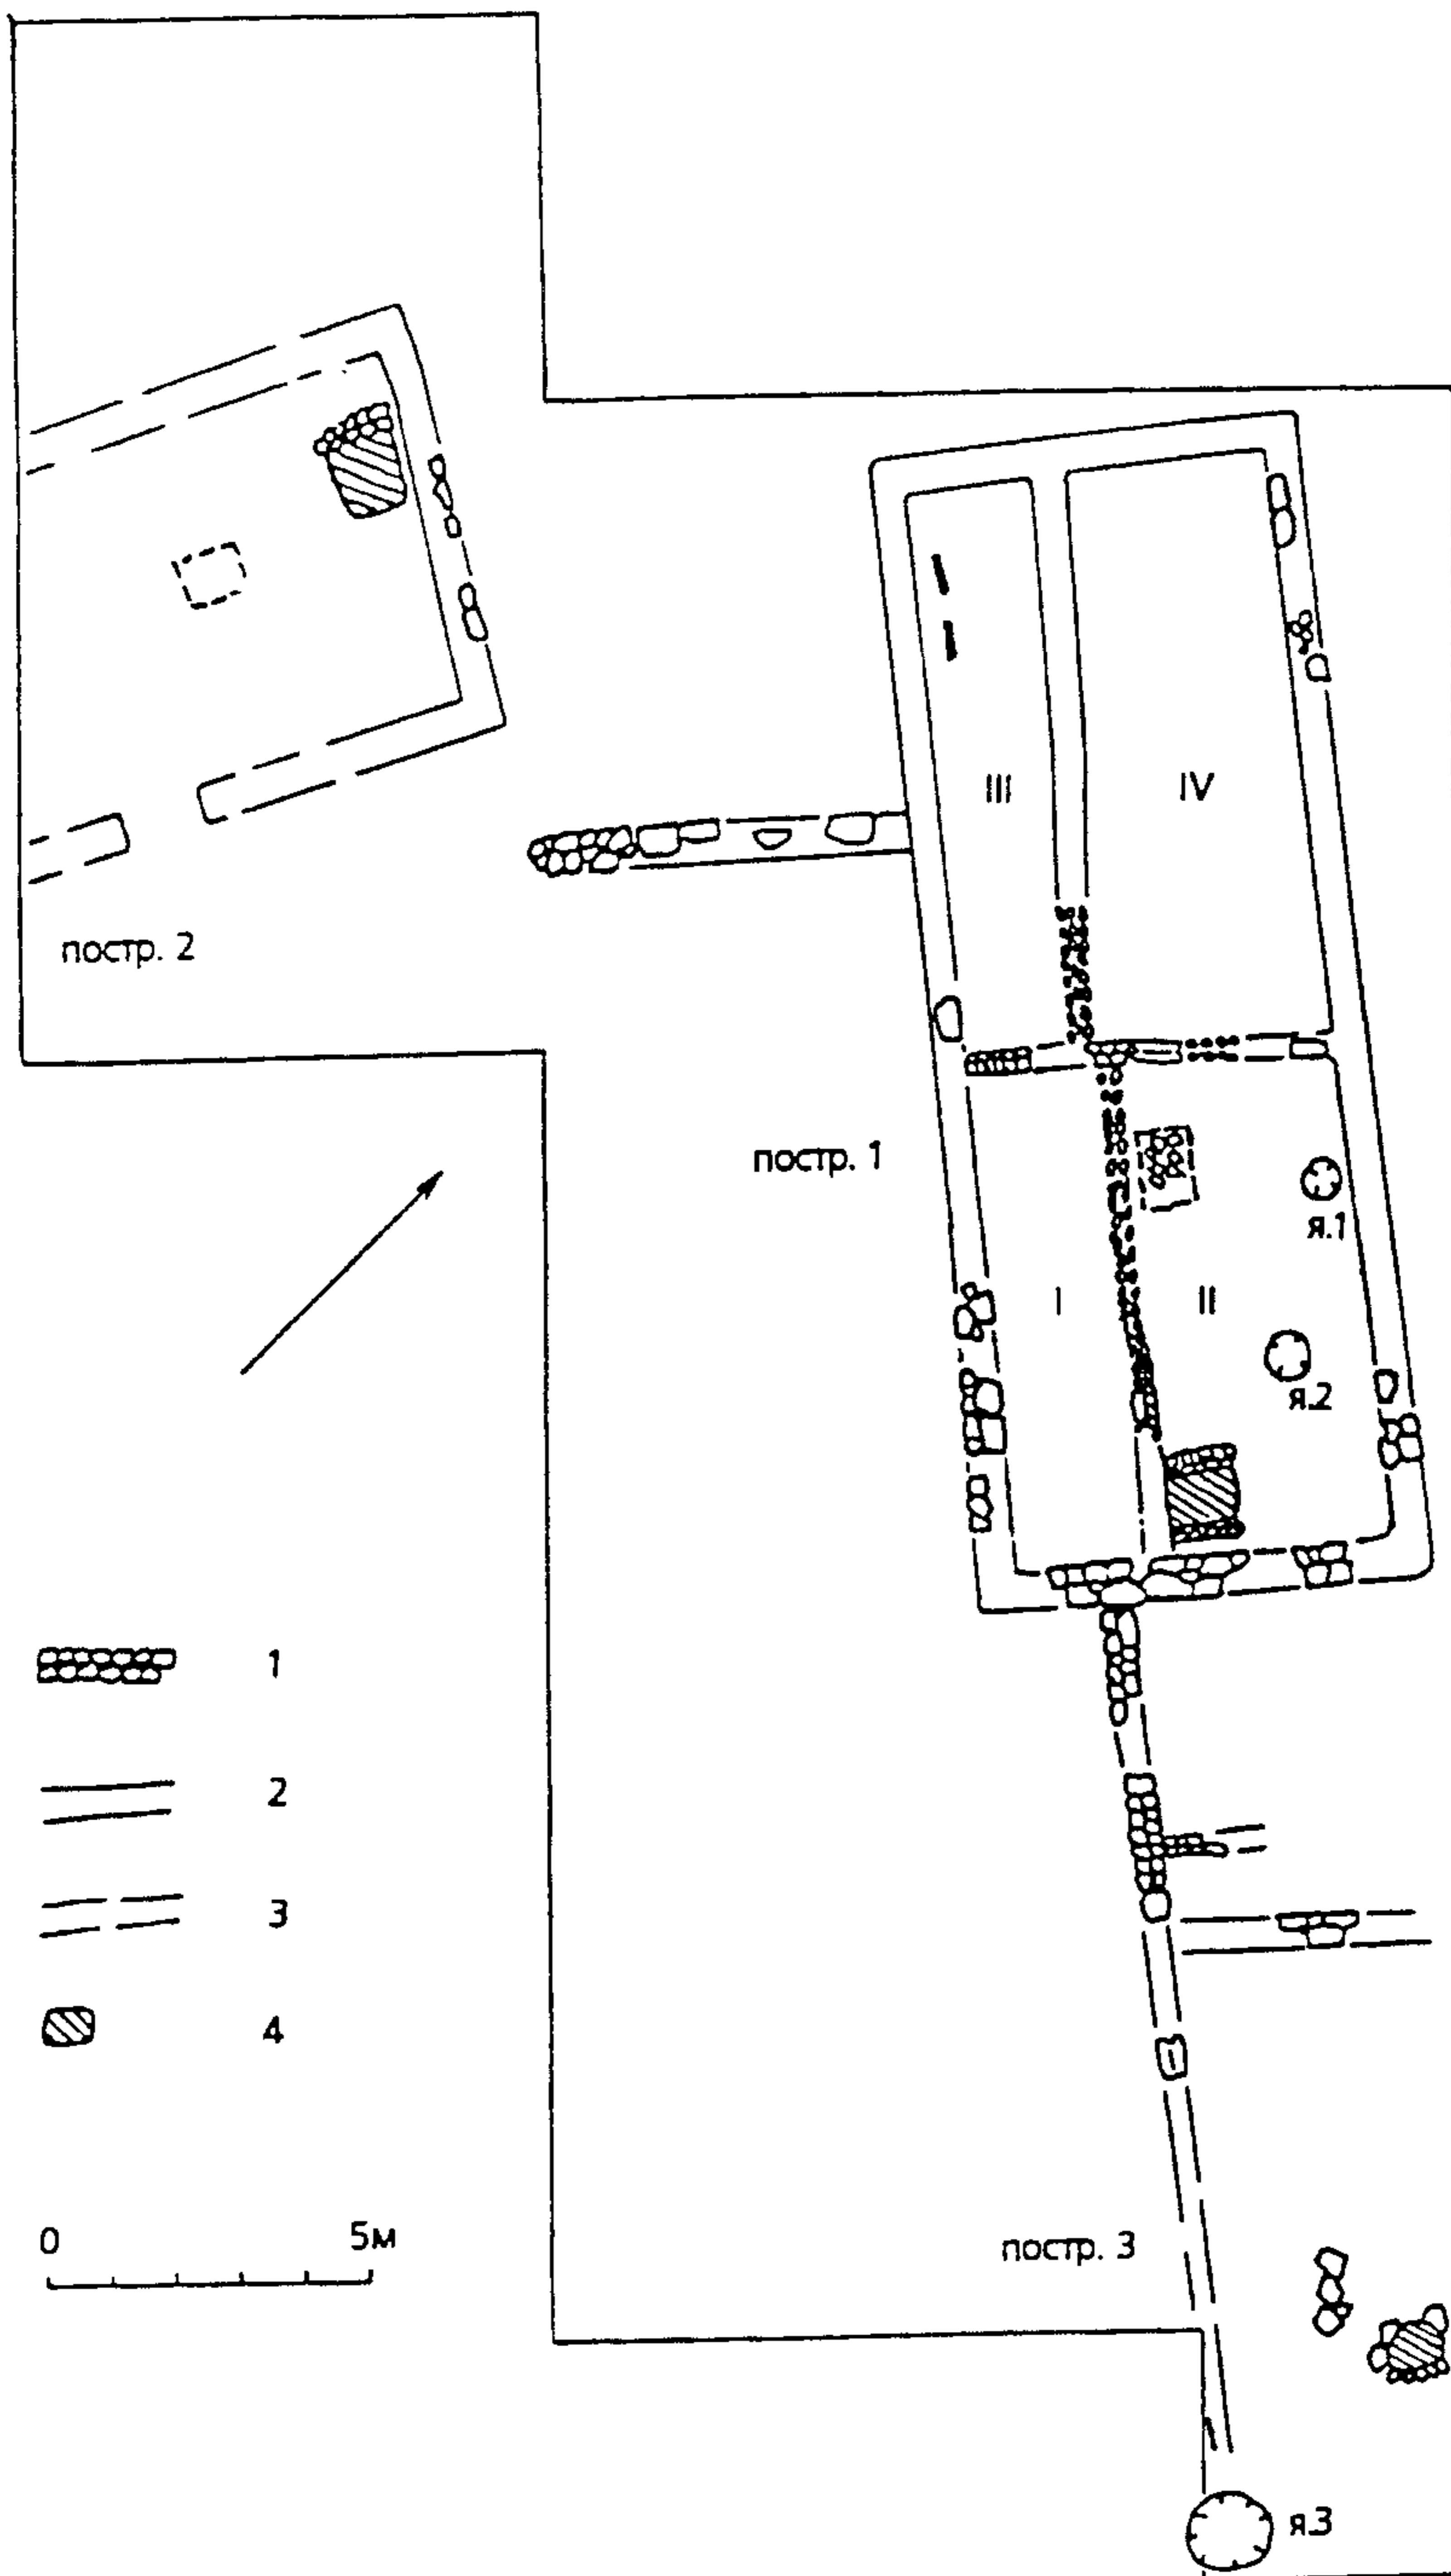 III
IV
постр. 2
постр. 1
я.1
I
II
я.2
1
2
3
4
0 5м
постр. 3
я.3